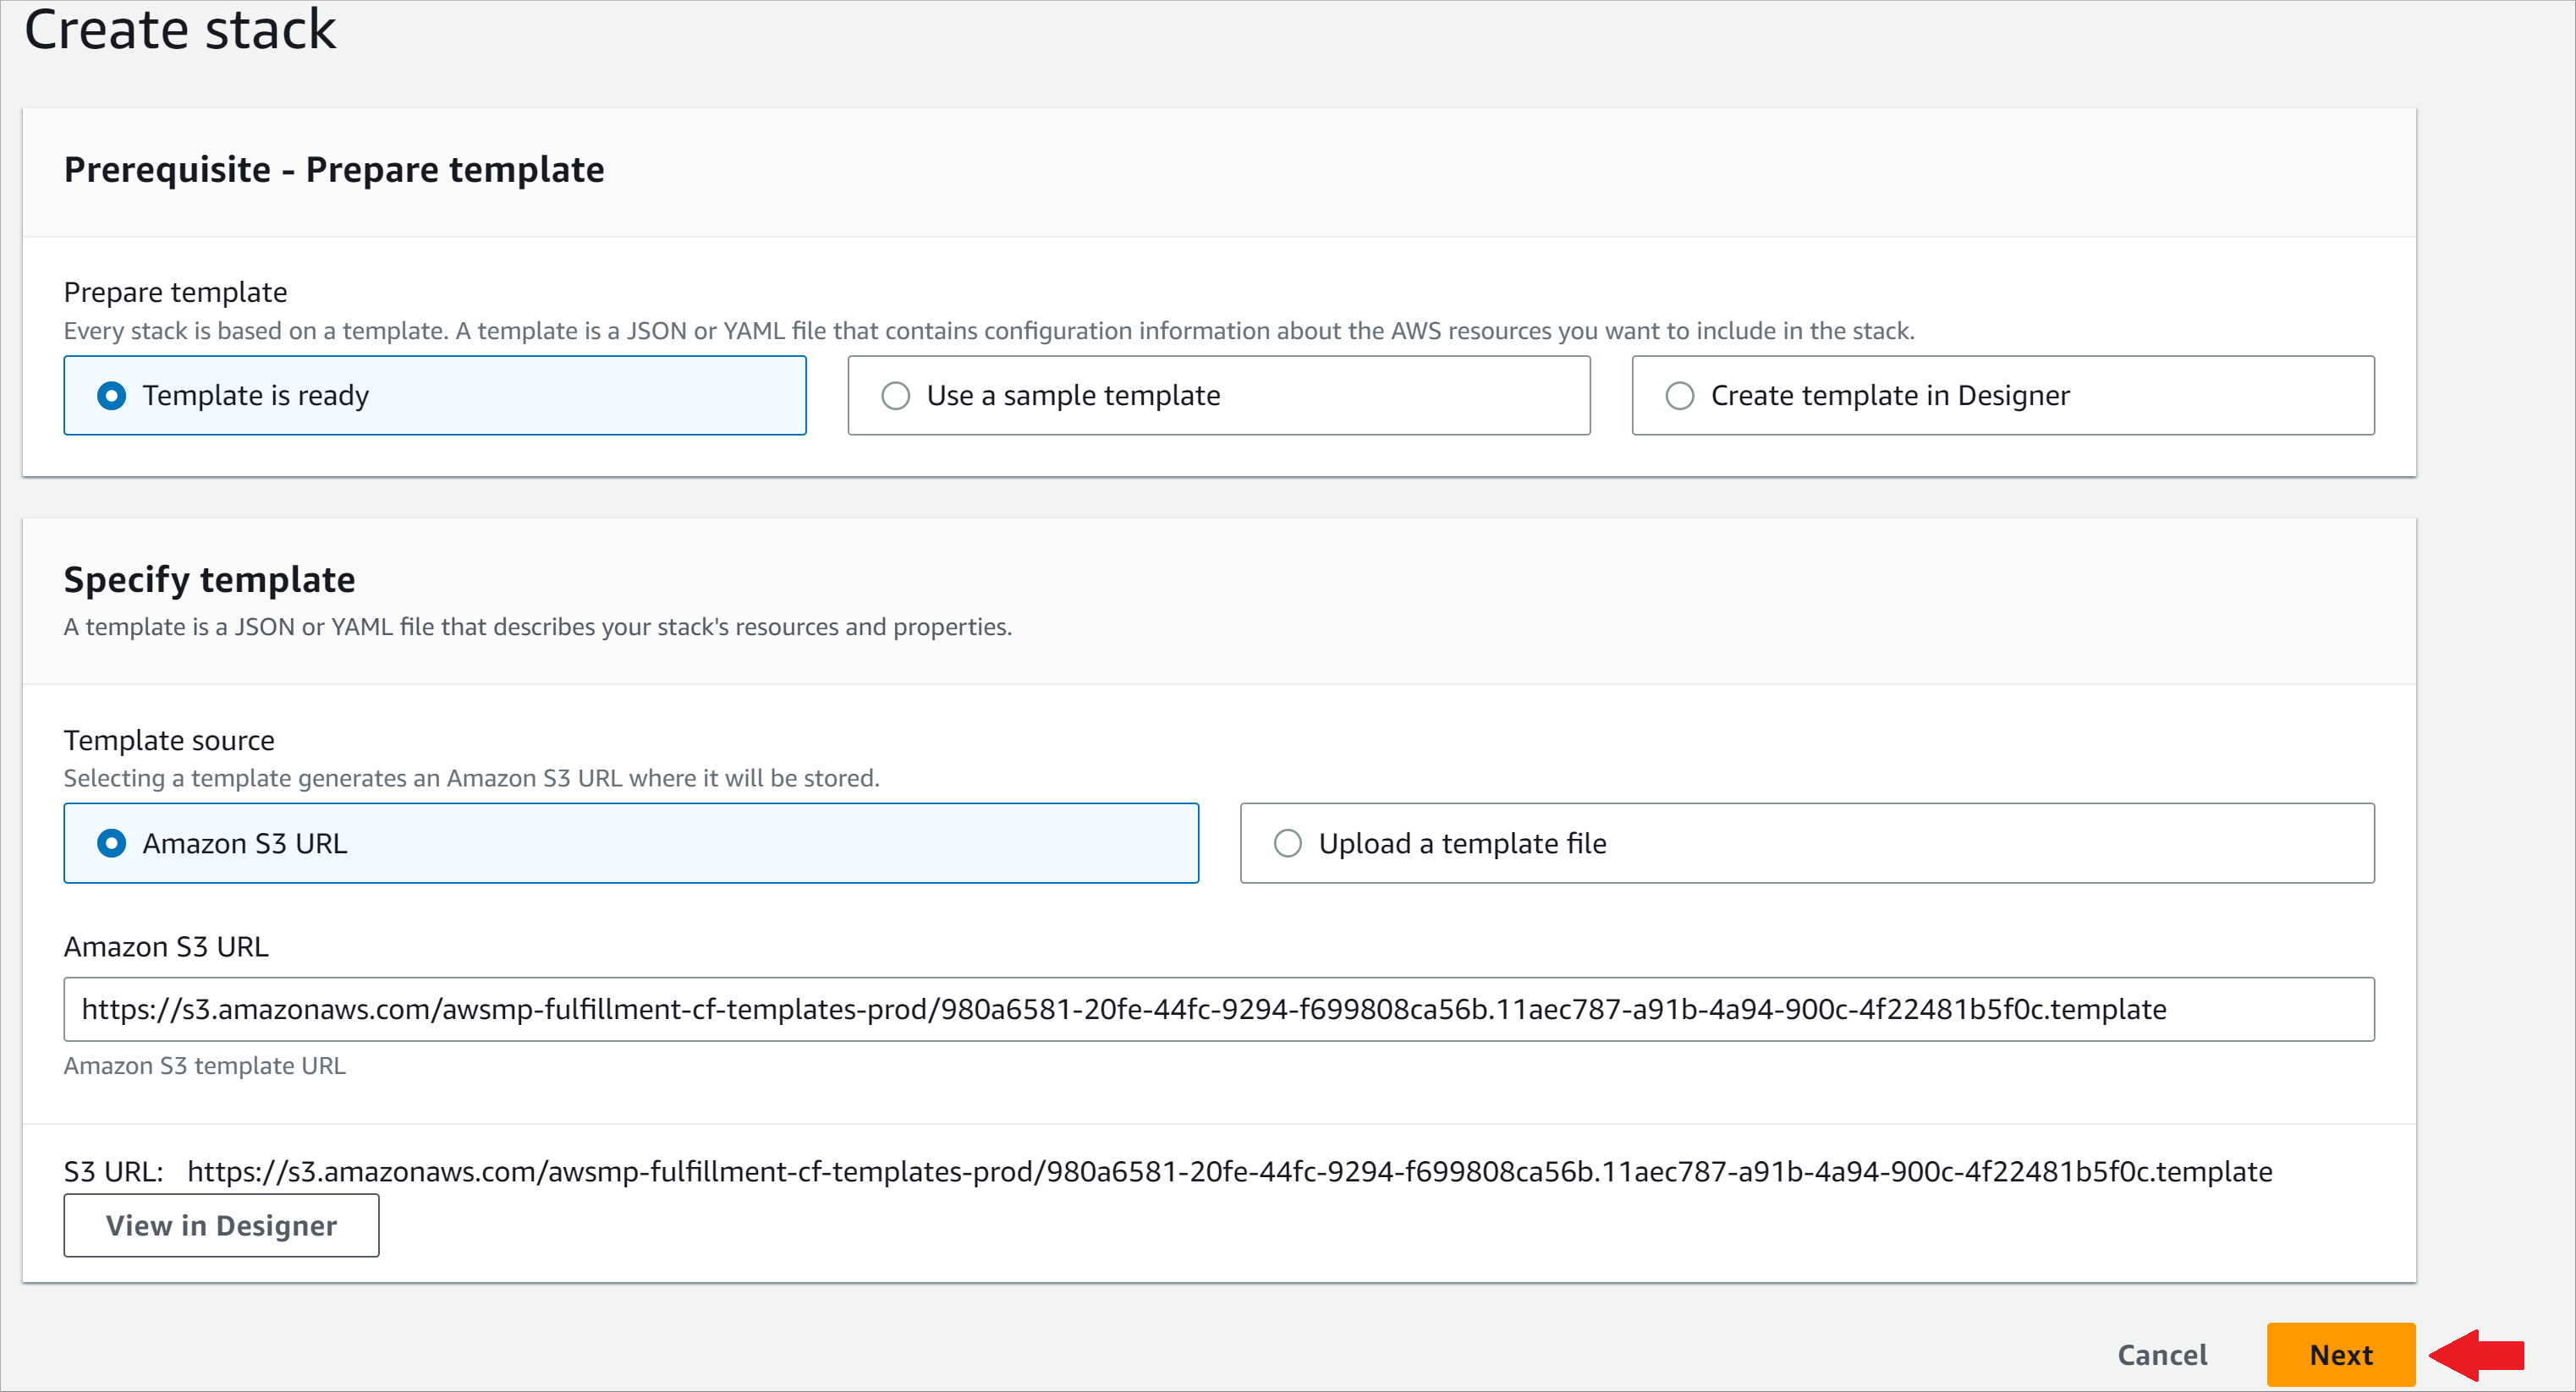 Create stack
Prerequisite - Prepare template
Prepare template
Every stack is based on a template. A template is a JSON or YAML file that contains configuration information about the AWS resources you want to include in the stack.
Template is ready
Use a sample template
Create template in Designer
Specify template
A template is a JSON or YAML file that describes your stack's resources and properties.
Template source
Selecting a template generates an Amazon S3 URL where it will be stored.
Amazon S3 URL
Upload a template file
Amazon S3 URL
https://s3.amazonaws.com/awsmp-fulfillment-cf-templates-prod/980a6581-20fe-44fc-9294-f699808ca56b.11aec787-a91b-4a94-900c-4f22481b5f0c.template
Amazon S3 template URL
S3 URL: https://s3.amazonaws.com/awsmp-fulfillment-cf-templates-prod/980a6581-20fe-44fc-9294-f699808ca56b.11aec787-a91b-4a94-900c-4f22481b5f0c.template
View in Designer
Cancel
Next